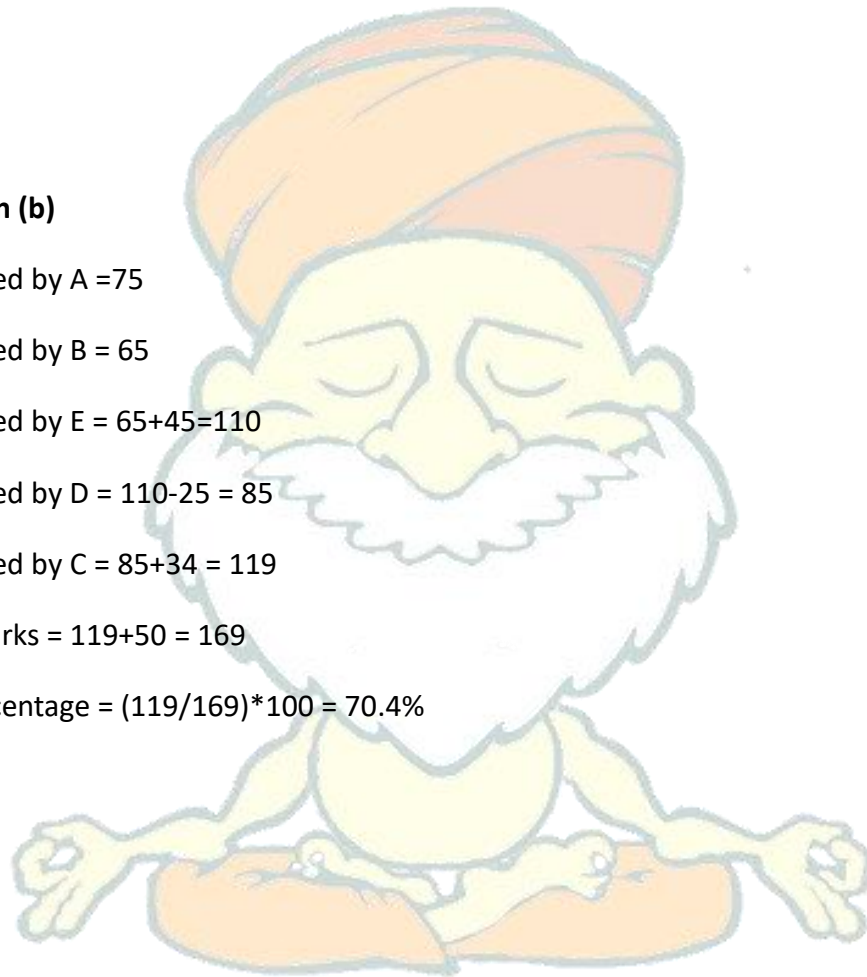 n (b)
ed by A =75
ed by B = 65
ed by E = 65+45=110
ed by D = 110-25 = 85
ed by C = 85+34 = 119
rks = 119+50 = 169
centage = (119/169)*100 = 70.4%